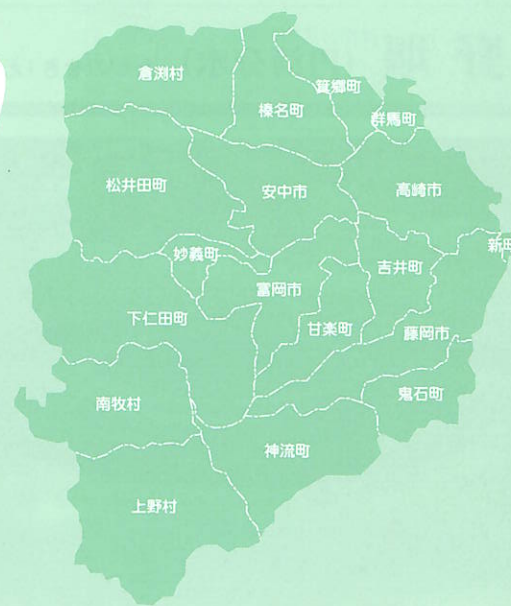 倉渕村
箕郷町
榛名町
群馬町
松井田町
安中市
高崎市
妙義町
新町
吉井町
富岡市
下仁田町
甘楽町
藤岡市
鬼石町
南牧村
神流町
上野村